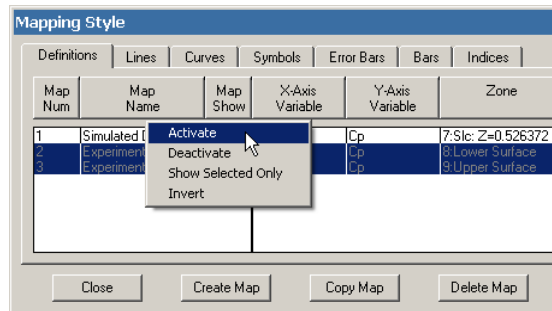 Mapping Style
Definitions Lines Curves Symbols Error Bars Bars Indices
Map Num Map Name Map Show X-Axis Variable Y-Axis Variable Zone
1 Simulated Cp 7:Slc: Z=0.526372
2 Cp 8:Lower Surface
3 Cp 9:Upper Surface
Activate
Deactivate
Show Selected Only
Invert
Close Create Map Copy Map Delete Map